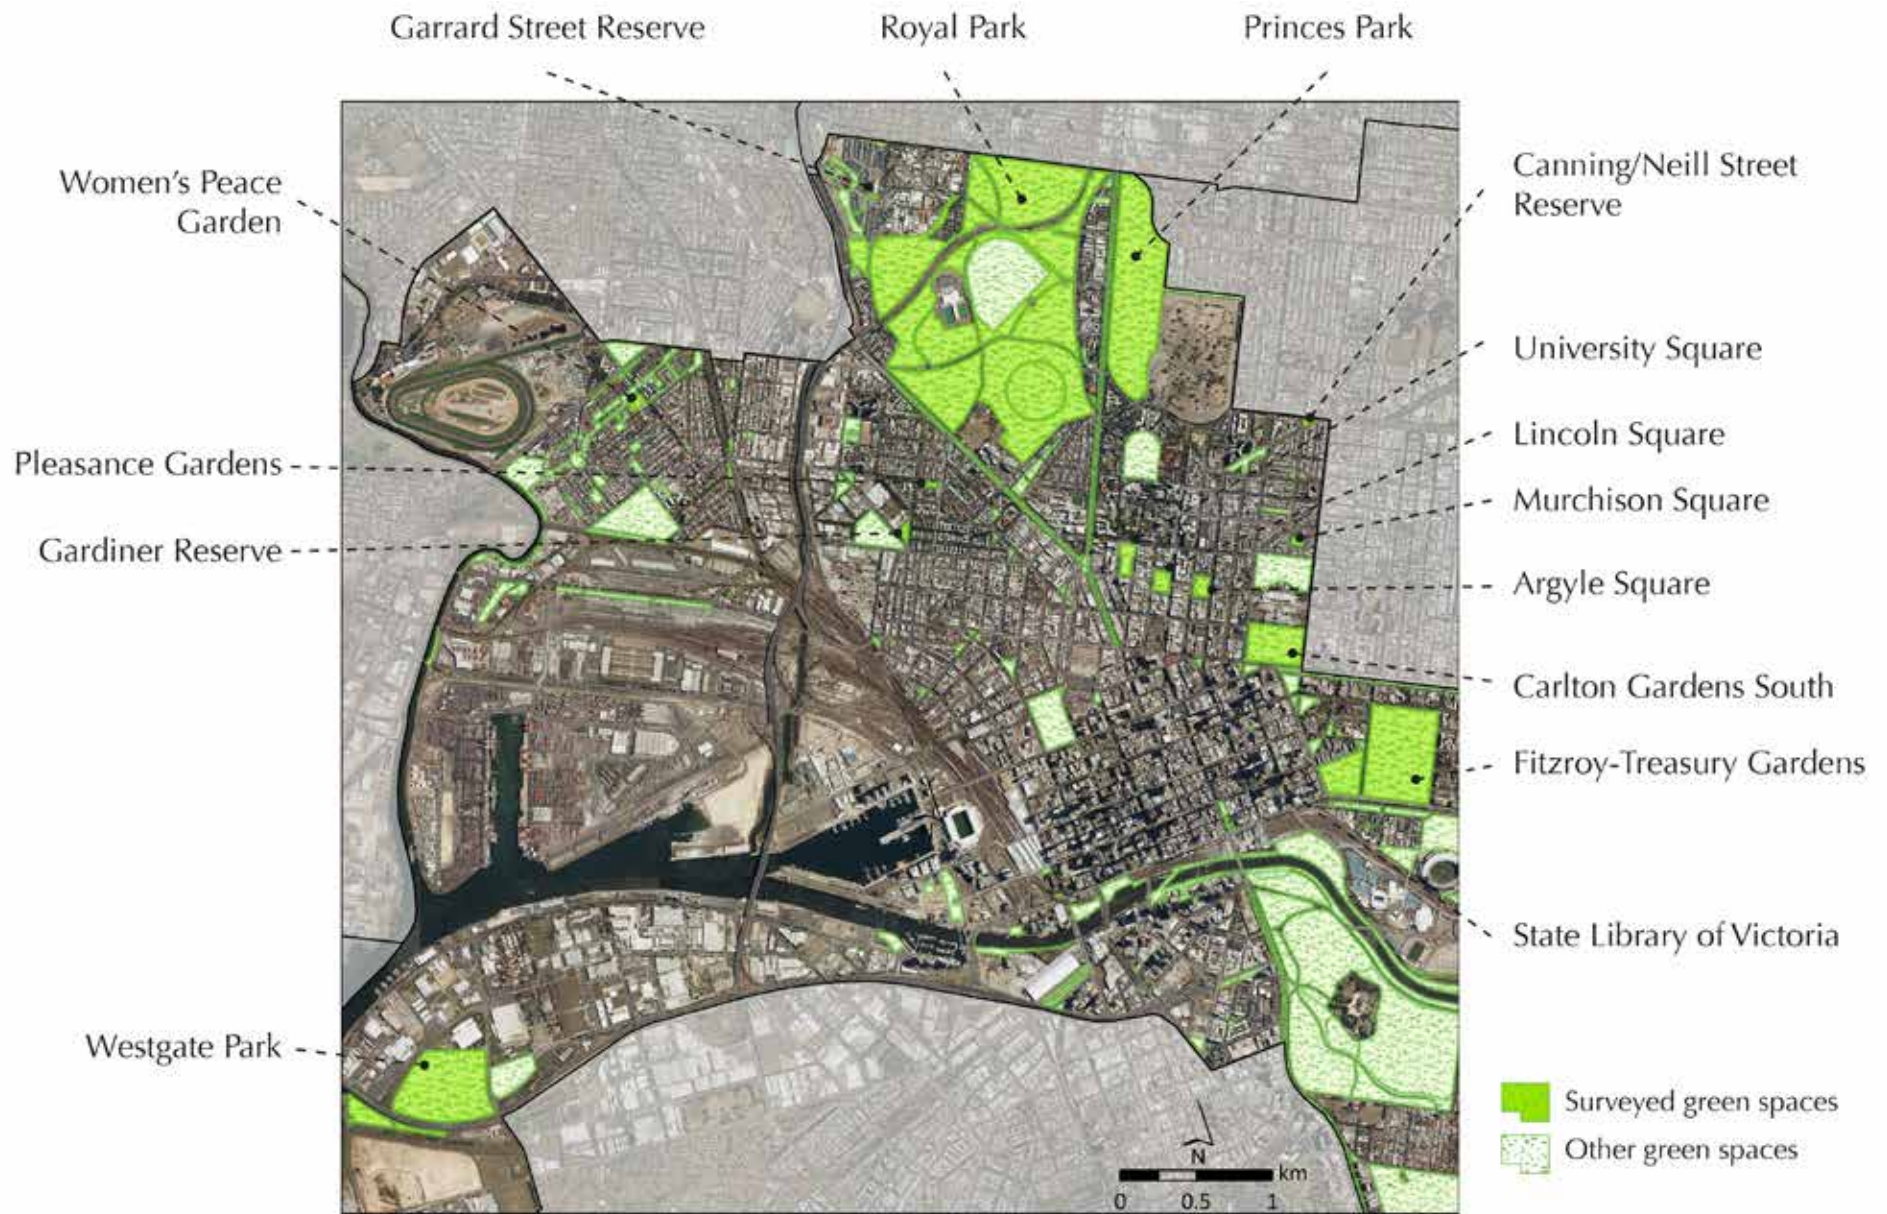 Garrard Street Reserve
Royal Park
Princes Park
Women's Peace
Garden
Canning/Neill Street
Reserve
University Square
Lincoln Square
Pleasance Gardens
Murchison Square
Gardiner Reserve
Argyle Square
Carlton Gardens South
Fitzroy-Treasury Gardens
State Library of Victoria
Westgate Park
Surveyed green spaces
Other green spaces
N
km
0 0.5 1